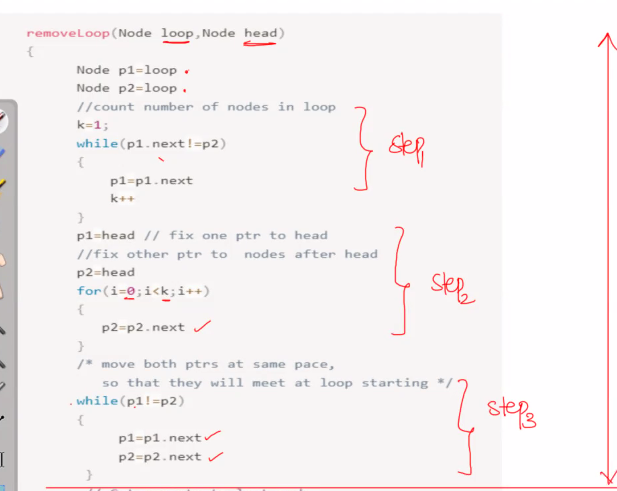 removeLoop(Node loop,Node head)
{
Node p1=loop
Node p2=loop
//count number of nodes in loop
k=1;
while(p1.next!=p2)
{
p1=p1.next
k++
}
step1
p1=head // fix one ptr to head
//fix other ptr to  nodes after head
p2=head
for(i=0;i<k;i++)
{
p2=p2.next
}
step2
/* move both ptrs at same pace,
so that they will meet at loop starting */
while(p1!=p2)
{
p1=p1.next
p2=p2.next
}
step3